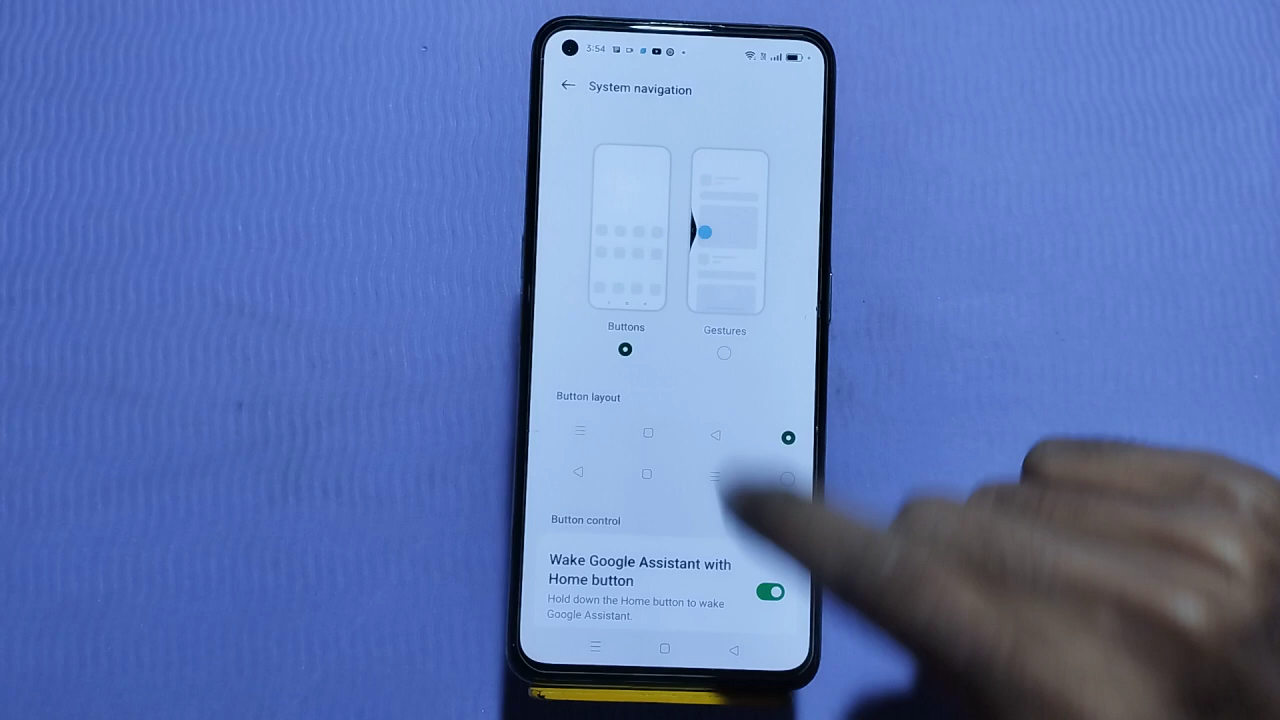 3:54
System navigation
Buttons
Gestures
Button layout
Button control
Wake Google Assistant with
Home button
Hold down the Home button to wake
Google Assistant.